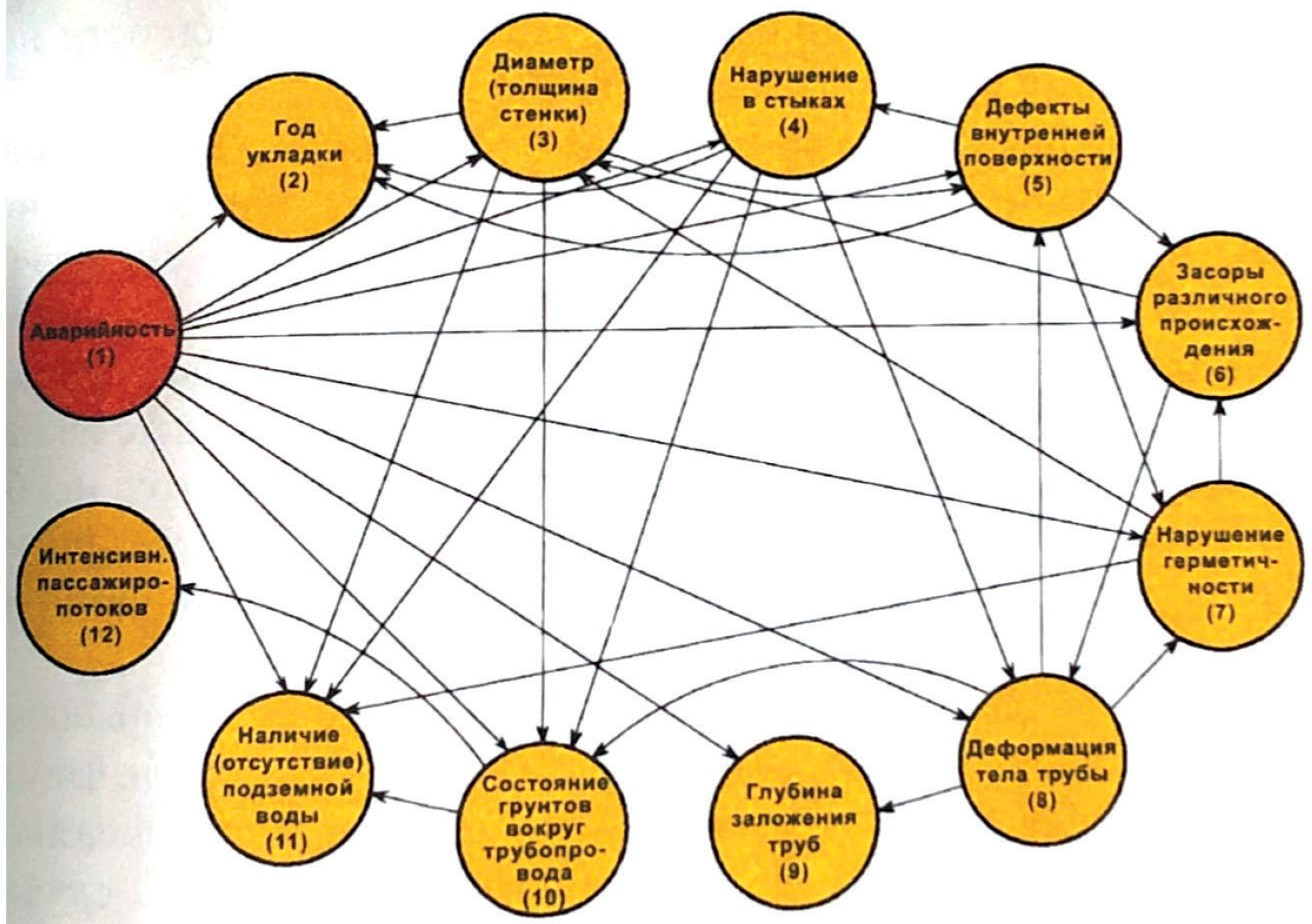 Диаметр
(толщина
стенки)
(3)
Нарушение
в стыках
(4)
Год
укладки
(2)
Дефекты
внутренней
поверхности
(5)
Аварийность
(1)
Засоры
различного
происхож-
дения
(6)
Интенсивн.
пассажиро-
потоков
(12)
Нарушение
герметич-
ности
(7)
Наличие
(отсутствие)
подземной
воды
(11)
Состояние
грунтов
вокруг
трубопро-
вода
(10)
Глубина
заложения
труб
(9)
Деформация
тела трубы
(8)